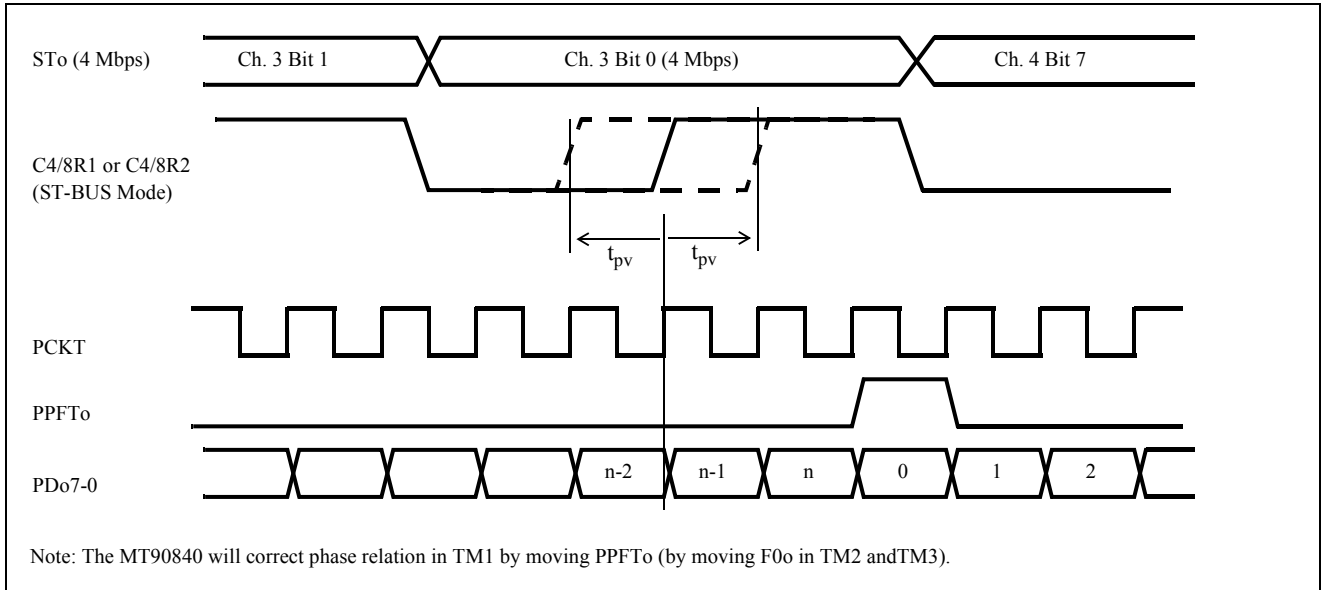 STo (4 Mbps) Ch. 3 Bit 1 Ch. 3 Bit 0 (4 Mbps) Ch. 4 Bit 7
C4/8R1 or C4/8R2
(ST-BUS Mode)
tpv tpv
PCKT
PPFTo
PDo7-0 n-2 n-1 n 0 1 2
Note: The MT90840 will correct phase relation in TM1 by moving PPFTo (by moving F0o in TM2 andTM3).